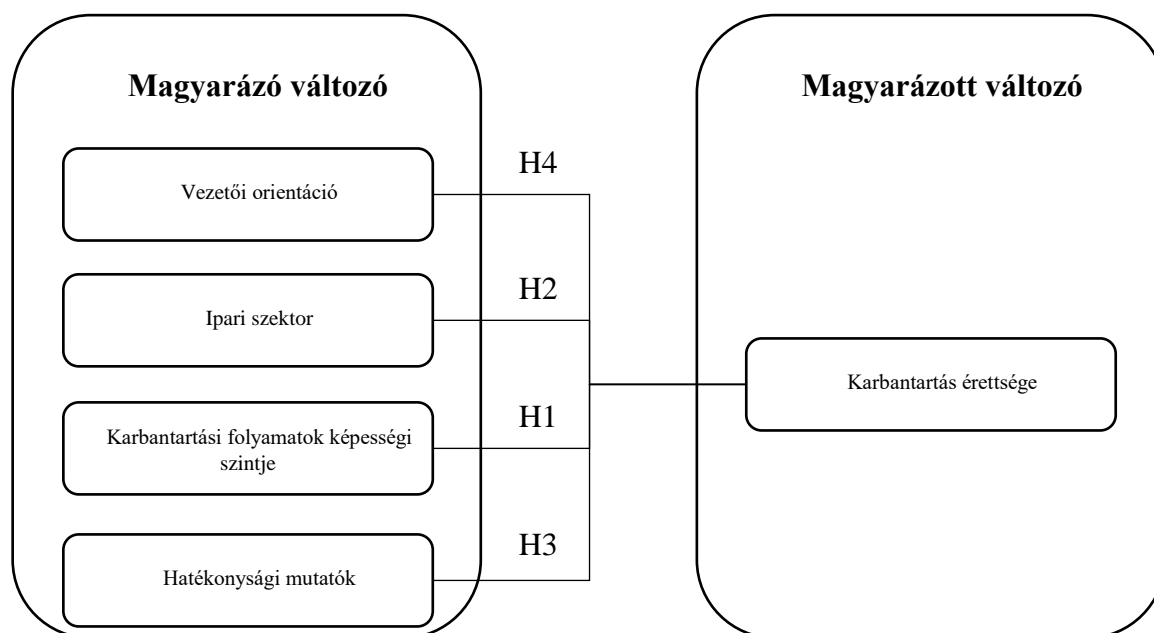 Magyarázó változó
Magyarázott változó
H4
Vezetői orientáció
H2
Ipari szektor
Karbantartás érettsége
H1
Karbantartási folyamatok képességi
szintje
H3
Hatékonysági mutatók